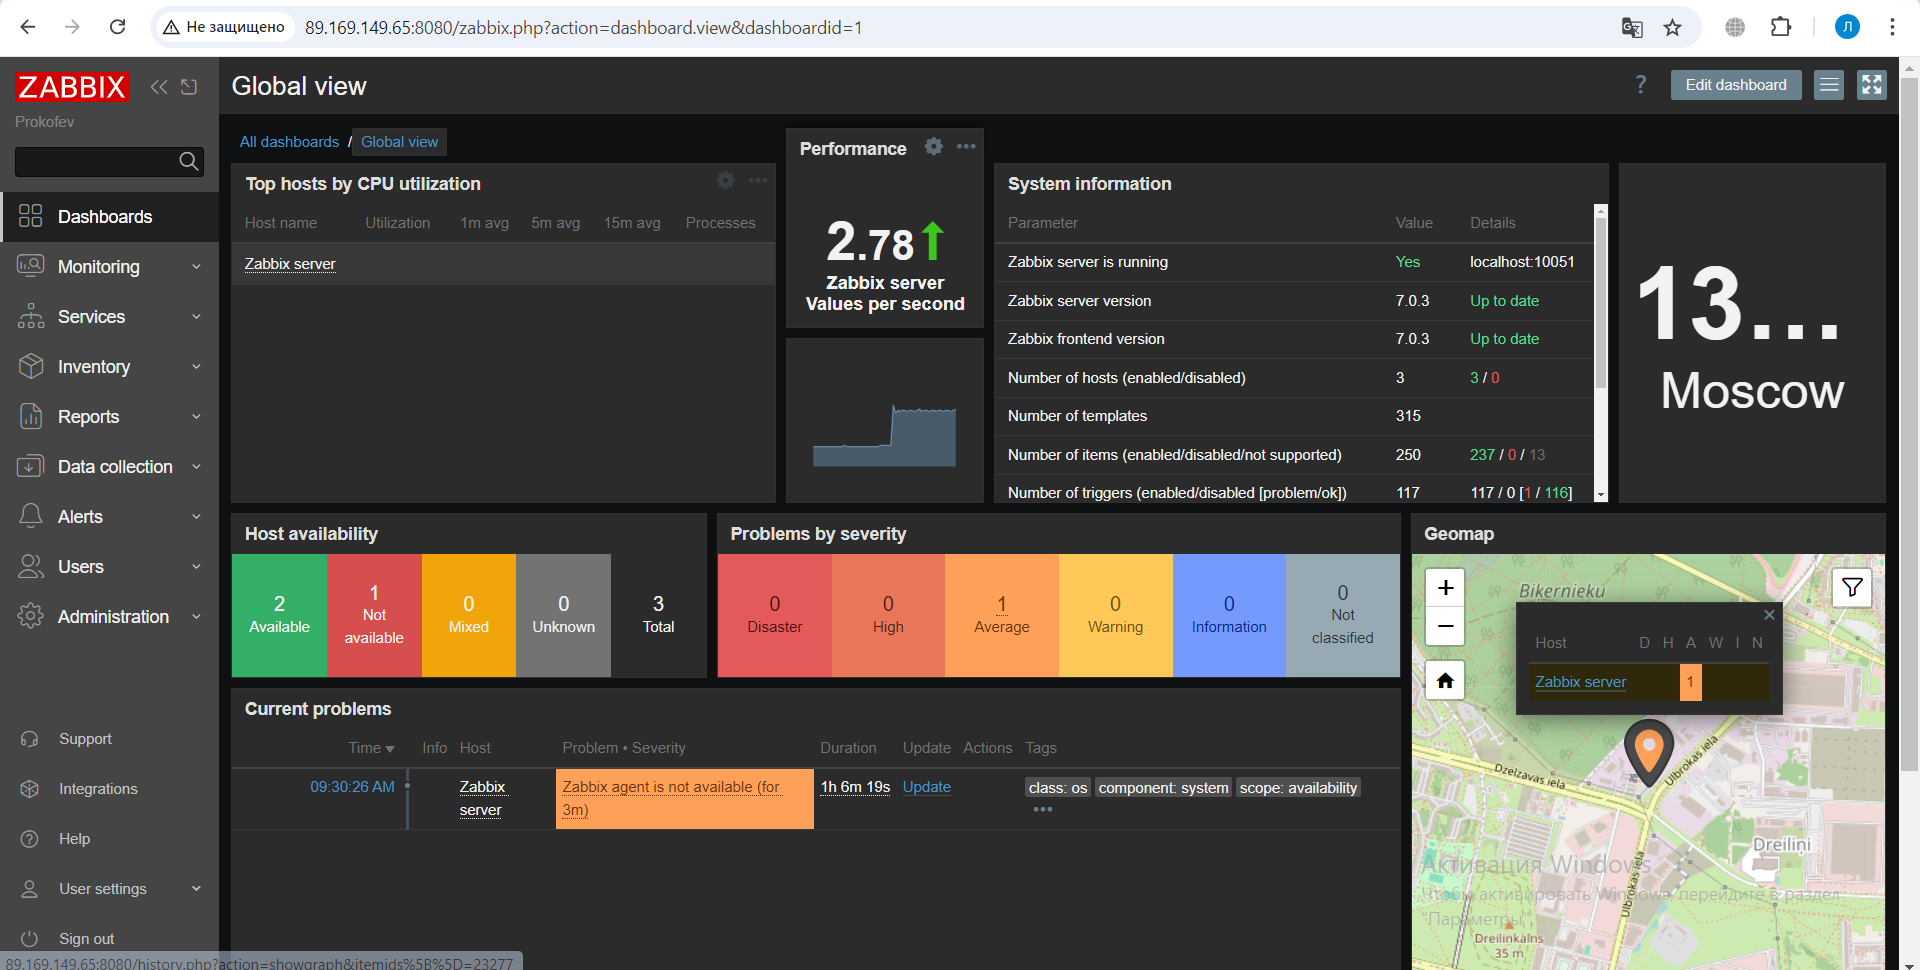 Не защищено
89.169.149.65:8080/zabbix.php?action=dashboard.view&dashboardid=1
Л
ZABBIX
Prokofev
Dashboards
Monitoring
Services
Inventory
Reports
Data collection
Alerts
Users
Administration
Support
Integrations
Help
User settings
Sign out
89.169.149.65:8080/history.php?action=showgraph&itemids%5B%5D=23277
Global view
?
Edit dashboard
All dashboards / Global view
Top hosts by CPU utilization
Host name Utilization 1m avg 5m avg 15m avg Processes
Zabbix server
Performance
2.78
Zabbix server
Values per second
System information
Parameter Value Details
Zabbix server is running Yes localhost:10051
Zabbix server version 7.0.3 Up to date
Zabbix frontend version 7.0.3 Up to date
Number of hosts (enabled/disabled) 3 3 / 0
Number of templates 315
Number of items (enabled/disabled/not supported) 250 237 / 0 / 13
Number of triggers (enabled/disabled [problem/ok]) 117 117 / 0 [1 / 116]
13...
Moscow
Host availability
2
Available
1
Not
available
0
Mixed
0
Unknown
3
Total
Problems by severity
0
Disaster
0
High
1
Average
0
Warning
0
Information
0
Not
classified
Current problems
Time Info Host Problem • Severity Duration Update Actions Tags
09:30:26 AM Zabbix
server Zabbix agent is not available (for
3m) 1h 6m 19s Update class: os component: system scope: availability
Geomap
+
−
Biķernieku
Host D H A W I N
Zabbix server 1
Dzelzavas iela
Ulbrokas iela
Ulbrokas iela
Dreiliņi
Dreiliņkalns
35 m
Активация Windows
Чтобы активировать Windows, перейдите в раздел
"Параметры".